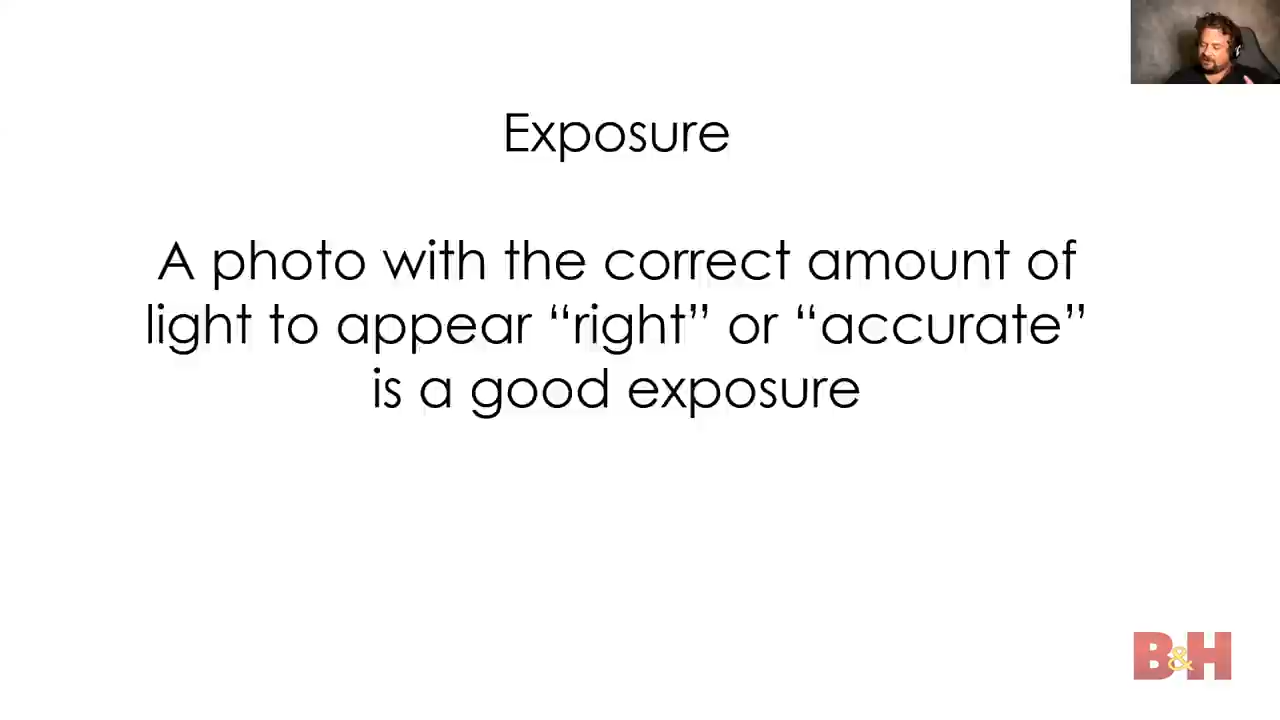 Exposure
A photo with the correct amount of
light to appear “right” or “accurate”
is a good exposure
B&H